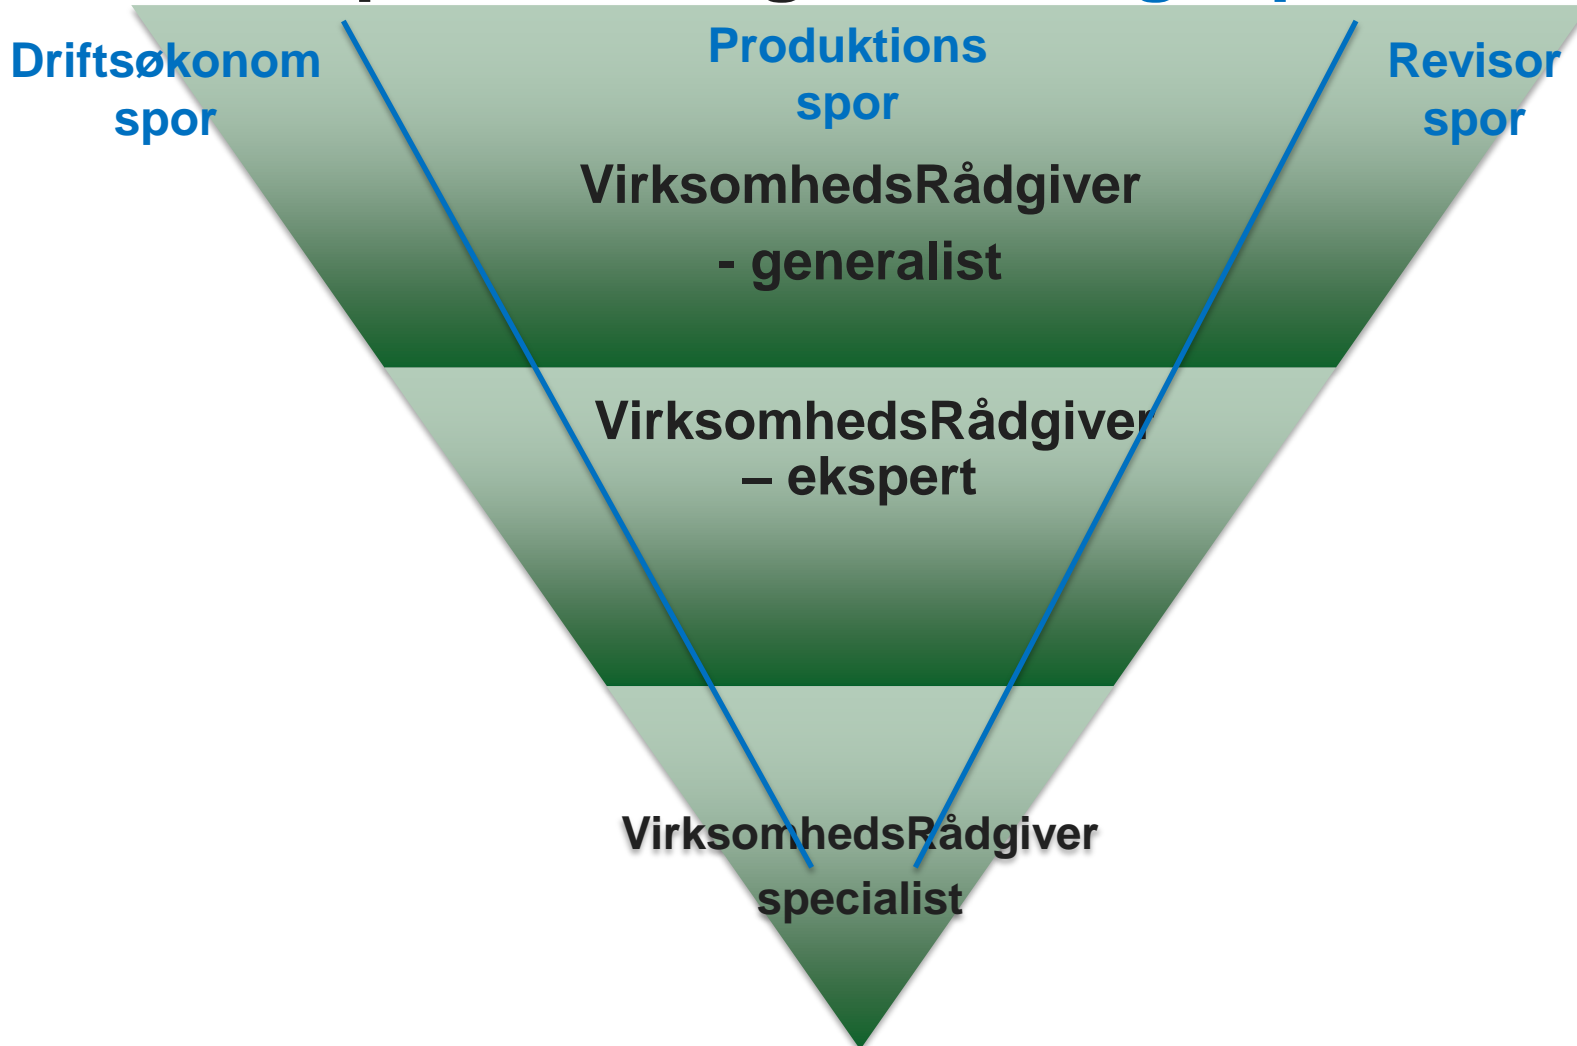 Driftsøkonom
spor
Produktions
spor
Revisor
spor
VirksomhedsRådgiver
- generalist
VirksomhedsRådgiver
– ekspert
VirksomhedsRådgiver
specialist